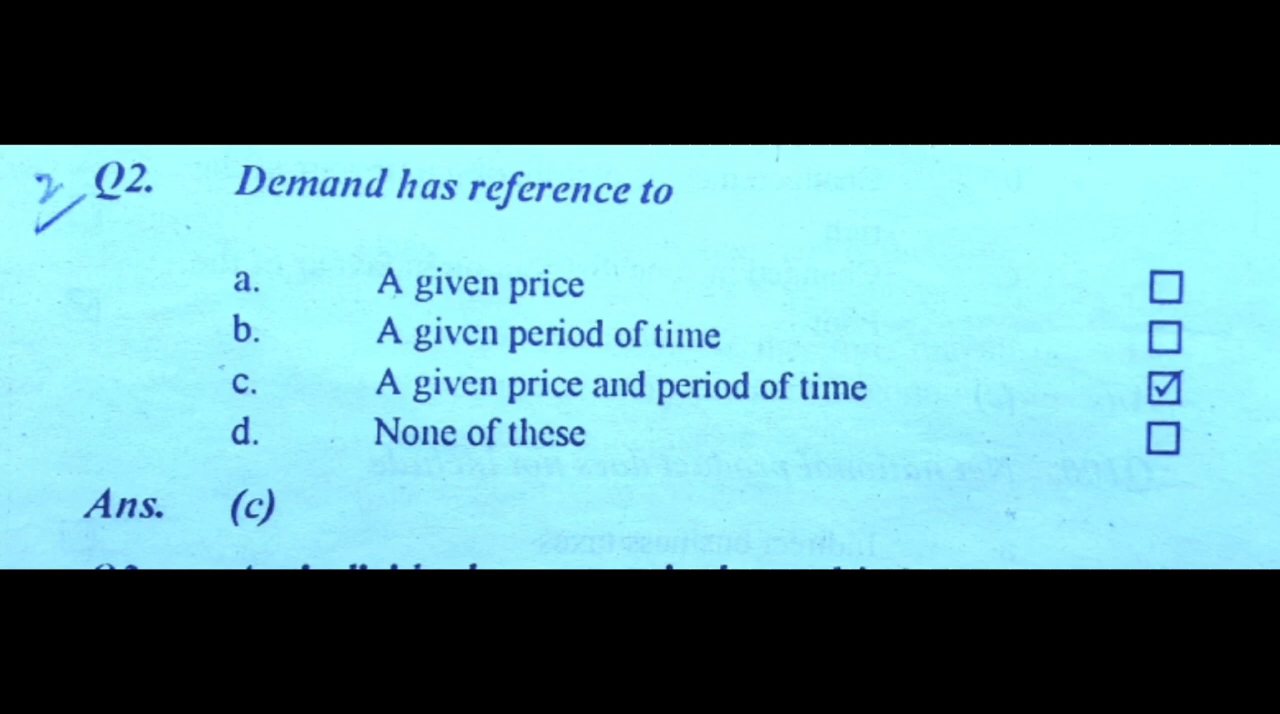 2 Q2. Demand has reference to
a. A given price
b. A given period of time
c. A given price and period of time
d. None of these
Ans. (c)